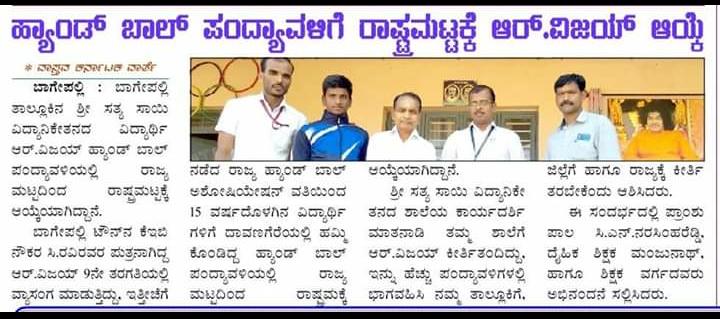 ಹ್ಯಾಂಡ್ ಬಾಲ್ ಪಂದ್ಯಾವಳಿಗೆ ರಾಷ್ಟ್ರಮಟ್ಟಕ್ಕೆ ಆರ್.ವಿಜಯ್ ಆಯ್ಕೆ
* ವಾಸ್ತವ ಕರ್ನಾಟಕ ವಾರ್ತೆ
ಬಾಗೇಪಲ್ಲಿ : ಬಾಗೇಪಲ್ಲಿ
ತಾಲ್ಲೂಕಿನ ಶ್ರೀ ಸತ್ಯ ಸಾಯಿ
ವಿದ್ಯಾನಿಕೇತನದ ವಿದ್ಯಾರ್ಥಿ
ಆರ್.ವಿಜಯ್ ಹ್ಯಾಂಡ್ ಬಾಲ್
ಪಂದ್ಯಾವಳಿಯಲ್ಲಿ ರಾಜ್ಯ
ಮಟ್ಟದಿಂದ ರಾಷ್ಟ್ರಮಟ್ಟಕ್ಕೆ
ಆಯ್ಕೆಯಾಗಿದ್ದಾನೆ.
ಬಾಗೇಪಲ್ಲಿ ಟೌನ್‌ನ ಕೆಇಬಿ
ನೌಕರ ಸಿ.ರವಿರವರ ಪುತ್ರನಾಗಿದ್ದ
ಆರ್.ವಿಜಯ್ 9ನೇ ತರಗತಿಯಲ್ಲಿ
ವ್ಯಾಸಂಗ ಮಾಡುತ್ತಿದ್ದು, ಇತ್ತೀಚೆಗೆ
ನಡೆದ ರಾಜ್ಯ ಹ್ಯಾಂಡ್ ಬಾಲ್
ಅಶೋಷಿಯೇಷನ್ ವತಿಯಿಂದ
15 ವರ್ಷದೊಳಗಿನ ವಿದ್ಯಾರ್ಥಿ
ಗಳಿಗೆ ದಾವಣಗೆರೆಯಲ್ಲಿ ಹಮ್ಮಿ
ಕೊಂಡಿದ್ದ ಹ್ಯಾಂಡ್ ಬಾಲ್
ಪಂದ್ಯಾವಳಿಯಲ್ಲಿ ರಾಜ್ಯ
ಮಟ್ಟದಿಂದ ರಾಷ್ಟ್ರಮಕ್ಕೆ
ಆಯ್ಕೆಯಾಗಿದ್ದಾನೆ.
ಶ್ರೀ ಸತ್ಯ ಸಾಯಿ ವಿದ್ಯಾನಿಕೇ
ತನದ ಶಾಲೆಯ ಕಾರ್ಯದರ್ಶಿ
ಮಾತನಾಡಿ ತಮ್ಮ ಶಾಲೆಗೆ
ಆರ್.ವಿಜಯ್ ಕೀರ್ತಿತಂದಿದ್ದು,
ಇನ್ನು ಹೆಚ್ಚು ಪಂದ್ಯಾವಳಿಗಳಲ್ಲಿ
ಭಾಗವಹಿಸಿ ನಮ್ಮ ತಾಲ್ಲೂಕಿಗೆ,
ಜಿಲ್ಲೆಗೆ ಹಾಗೂ ರಾಜ್ಯಕ್ಕೆ ಕೀರ್ತಿ
ತರಬೇಕೆಂದು ಆಶಿಸಿದರು.
ಈ ಸಂದರ್ಭದಲ್ಲಿ ಪ್ರಾಂಶು
ಪಾಲ ಸಿ.ಎನ್.ನರಸಿಂಹರೆಡ್ಡಿ,
ದೈಹಿಕ ಶಿಕ್ಷಕ ಮಂಜುನಾಥ್,
ಹಾಗೂ ಶಿಕ್ಷಕ ವರ್ಗದವರು
ಅಭಿನಂದನೆ ಸಲ್ಲಿಸಿದರು.